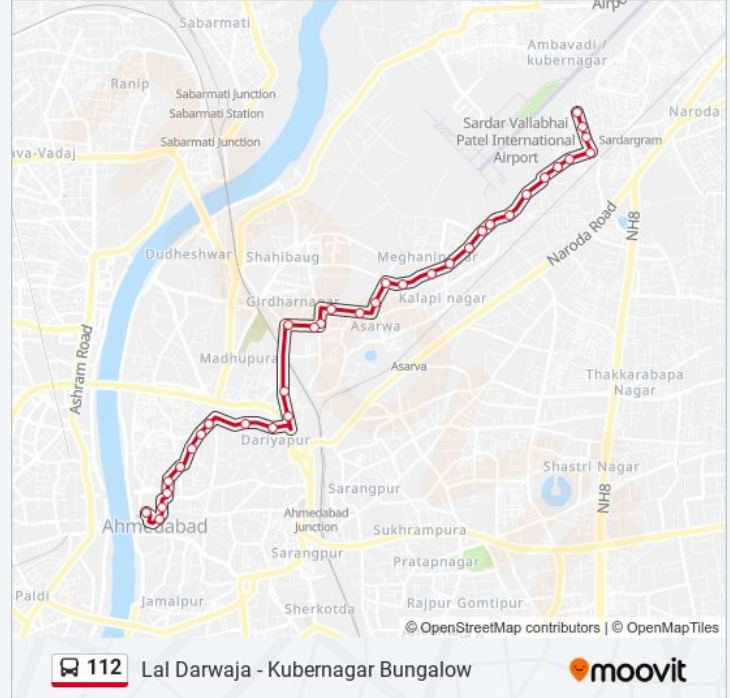 Airpo
Sabarmati
Ambavadi /
kubernagar
Ranip
Sabarmati Junction
Sabarmati Station
Sardar Vallabhai
Patel International
Airport
Naroda
ava-Vadaj
Sabarmati Junction
Sardargram
NH8
Naroda Road
Dudheshwar
Shahibaug
Girdharnagar
Kalapi nagar
Asarwa
Ashram Road
Madhupura
Asarva
Thakkarabapa
Nagar
Dariyapur
Shastri Nagar
Sarangpur
NH8
Ahmedabad
Ahmedabad
Junction
Sukhrampura
Sarangpur
Pratapnagar
Paldi
Jamalpur
Sherkotda
Rajpur Gomtipur
© OpenStreetMap contributors | © OpenMapTiles
112 Lal Darwaja - Kubernagar Bungalow
moovit